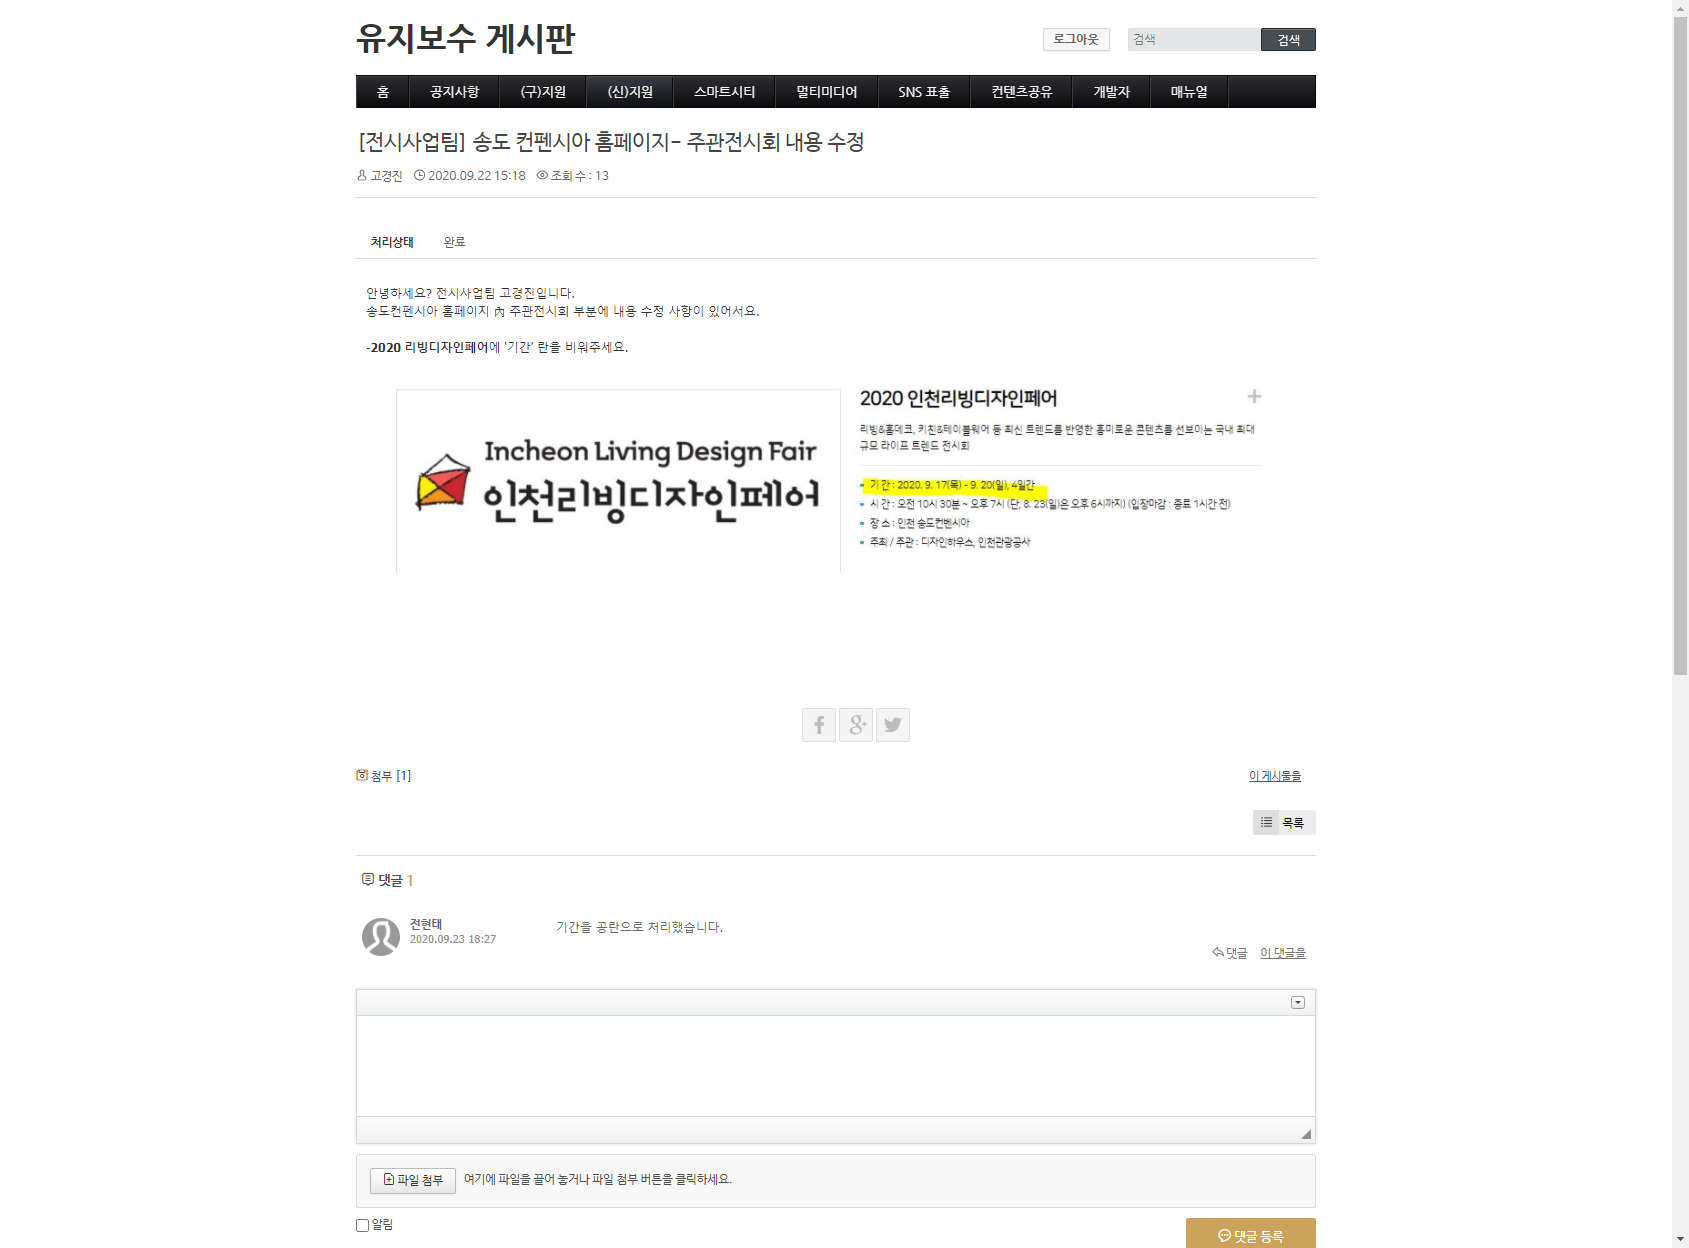 유지보수 게시판
로그아웃 검색 검색
홈 공지사항 (구)지원 (신)지원 스마트시티 멀티미디어 SNS 표출 컨텐츠공유 개발자 매뉴얼
[전시사업팀] 송도 컨펜시아 홈페이지- 주관전시회 내용 수정
고경진 2020.09.22 15:18 조회 수 : 13
처리상태 완료
안녕하세요? 전시사업팀 고경진입니다.
송도컨펜시아 홈페이지 內 주관전시회 부분에 내용 수정 사항이 있어서요.
-2020 리빙디자인페어에 '기간' 란을 비워주세요.
Incheon Living Design Fair
인천리빙디자인페어
2020 인천리빙디자인페어
리빙&홈데코, 키친&테이블웨어 등 최신 트렌드를 반영한 흥미로운 콘텐츠를 선보이는 국내 최대
규모 라이프 트렌드 전시회
기 간 : 2020. 9. 17(목) - 9. 20(일), 4일간
시 간 : 오전 10시 30분 ~ 오후 7시 (단, 8. 23(일)은 오후 6시까지) (입장마감 : 종료 1시간 전)
장 소 : 인천 송도컨벤시아
주최 / 주관 : 디자인하우스, 인천관광공사
첨부 [1] 이 게시물을
목록
댓글 1
전현태 기간을 공란으로 처리했습니다.
2020.09.23 18:27
댓글 이 댓글을
파일 첨부 여기에 파일을 끌어 놓거나 파일 첨부 버튼을 클릭하세요.
알림 댓글 등록